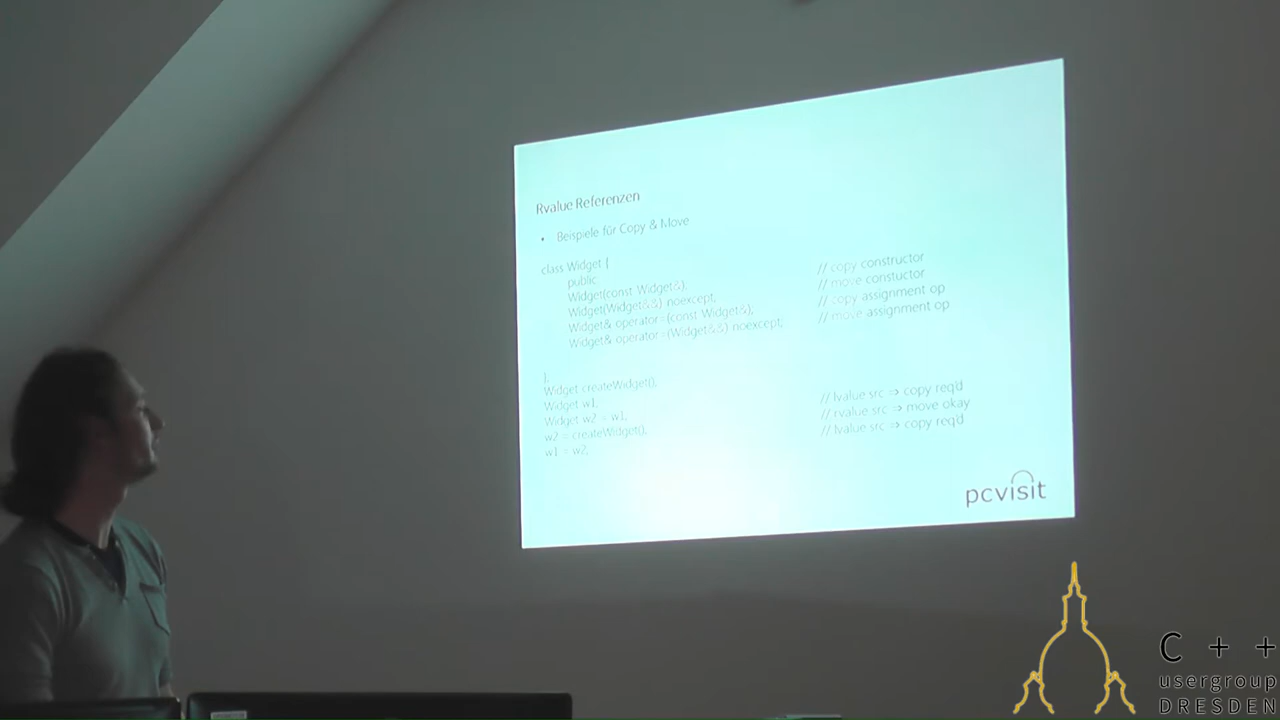 Rvalue Referenzen
• Beispiele für Copy & Move
class Widget {
public:
Widget(const Widget&); // copy constructor
Widget(Widget&&) noexcept; // move constuctor
Widget& operator=(const Widget&); // copy assignment op
Widget& operator=(Widget&&) noexcept; // move assignment op
};
Widget createWidget();
Widget w1;
Widget w2 = w1; // lvalue src => copy req'd
w2 = createWidget(); // rvalue src => move okay
w1 = w2; // lvalue src => copy req'd
pcvisit
C + +
usergroup
DRESDEN